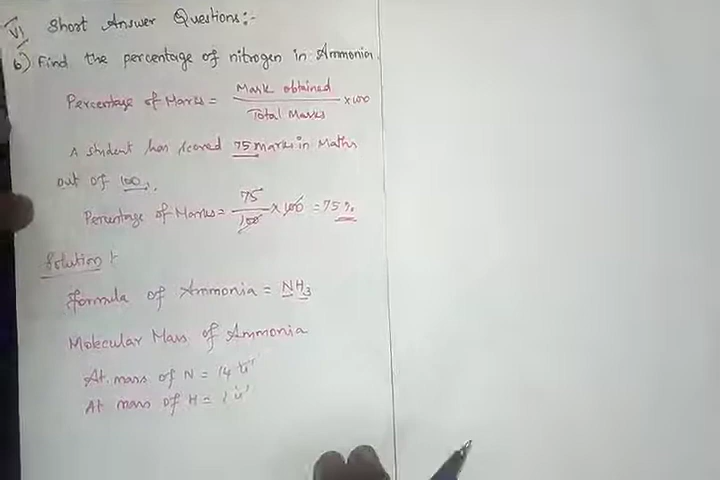 VI Short Answer Questions:-
6) Find the percentage of nitrogen in Ammonia.
Percentage of Marks = Mark obtained / Total Marks × 100
A student has scored 75 marks in Maths
out of 100,,
Percentage of Marks = 75 / 100 × 100 = 75 %
Solution :
Formula of Ammonia = NH3
Molecular Mass of Ammonia
At. mass of N = 14 'u'
At mass of H = 1 'u'